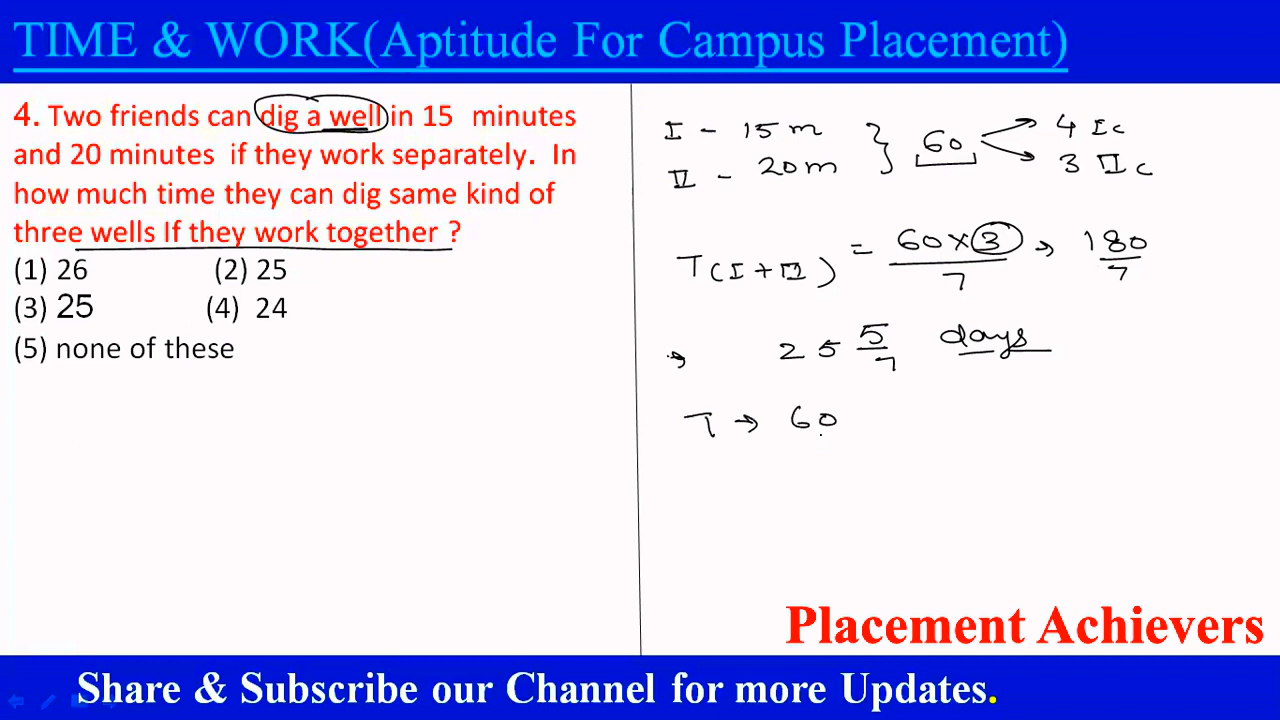 TIME & WORK(Aptitude For Campus Placement)
4. Two friends can dig a well in 15 minutes
and 20 minutes if they work separately. In
how much time they can dig same kind of
three wells If they work together ?
(1) 26 (2) 25
(3) 25 (4) 24
(5) none of these
I - 15 m } 60 → 4 Ic
II - 20 m → 3 II c
T(I + II) = 60 × 3 / 7 → 180 / 7
→ 25 5/7 days
T → 60
Placement Achievers
Share & Subscribe our Channel for more Updates.